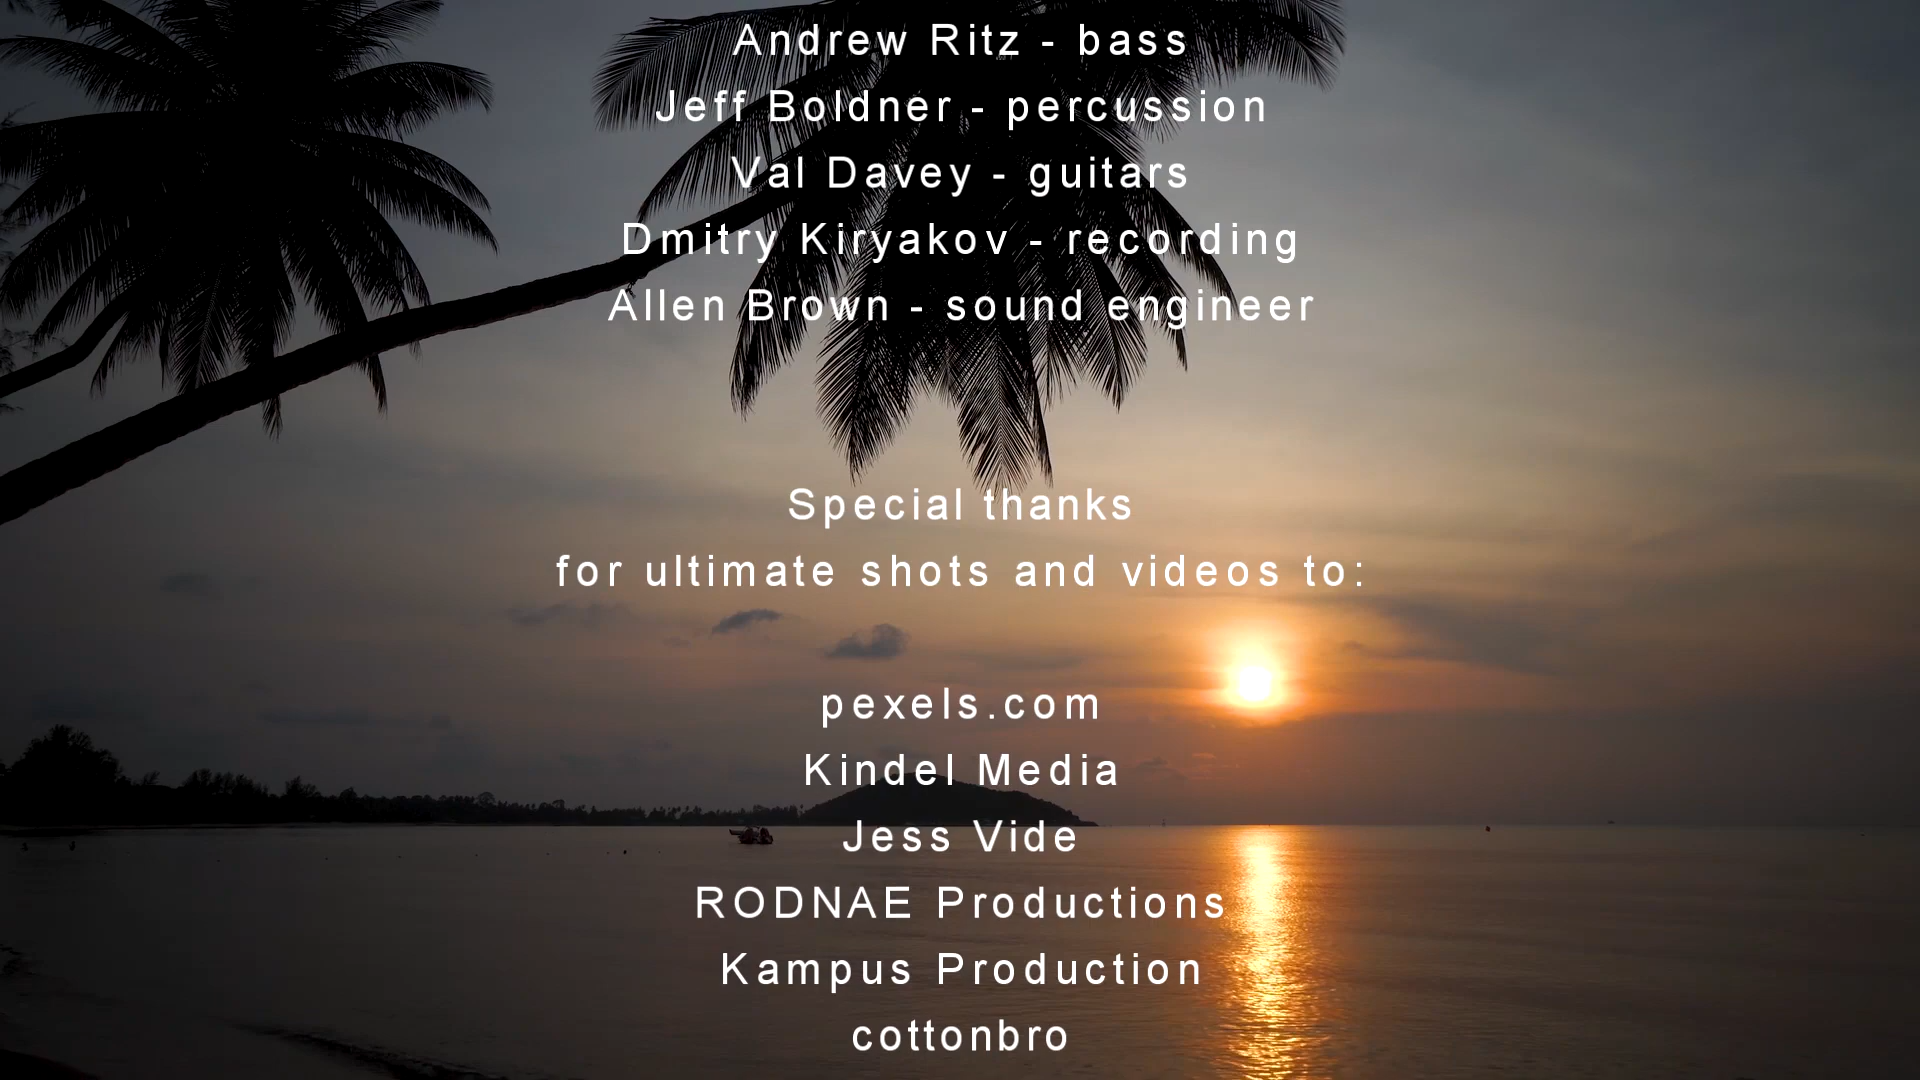 Andrew Ritz - bass
Jeff Boldner - percussion
Val Davey - guitars
Dmitry Kiryakov - recording
Allen Brown - sound engineer
Special thanks
for ultimate shots and videos to:
pexels.com
Kindel Media
Jess Vide
RODNAE Productions
Kampus Production
cottonbro